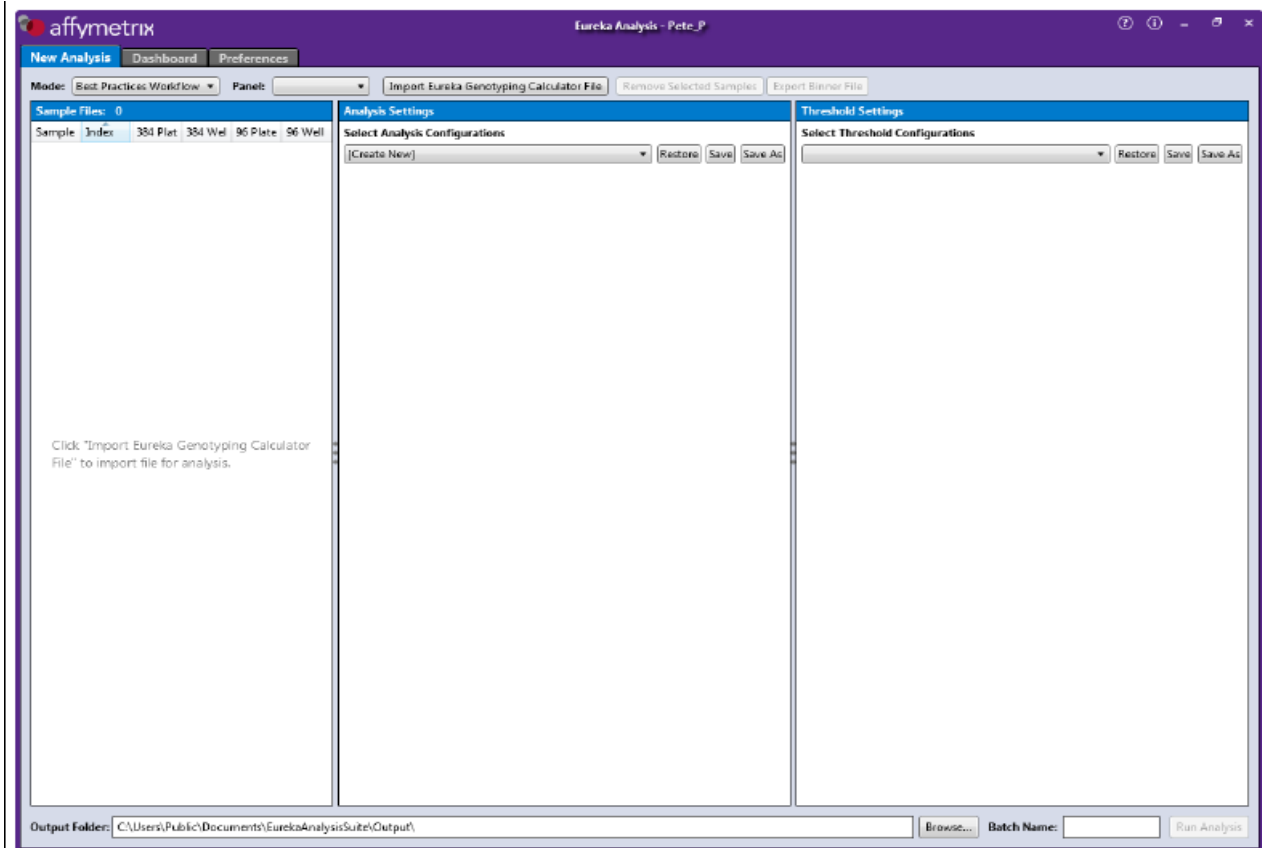 affymetrix
Eureka Analysis - Pete_P
New Analysis Dashboard Preferences
Mode: Best Practices Workflow Panel: Import Eureka Genotyping Calculator File Remove Selected Samples Export Binner File
Sample Files: 0
Sample Index 384 Plat 384 Wel 96 Plate 96 Well
Click "Import Eureka Genotyping Calculator
File" to import file for analysis.
Analysis Settings
Select Analysis Configurations
[Create New] Restore Save Save As
Threshold Settings
Select Threshold Configurations
Restore Save Save As
Output Folder: C:\Users\Public\Documents\EurekaAnalysisSuite\Output\ Browse... Batch Name: Run Analysis